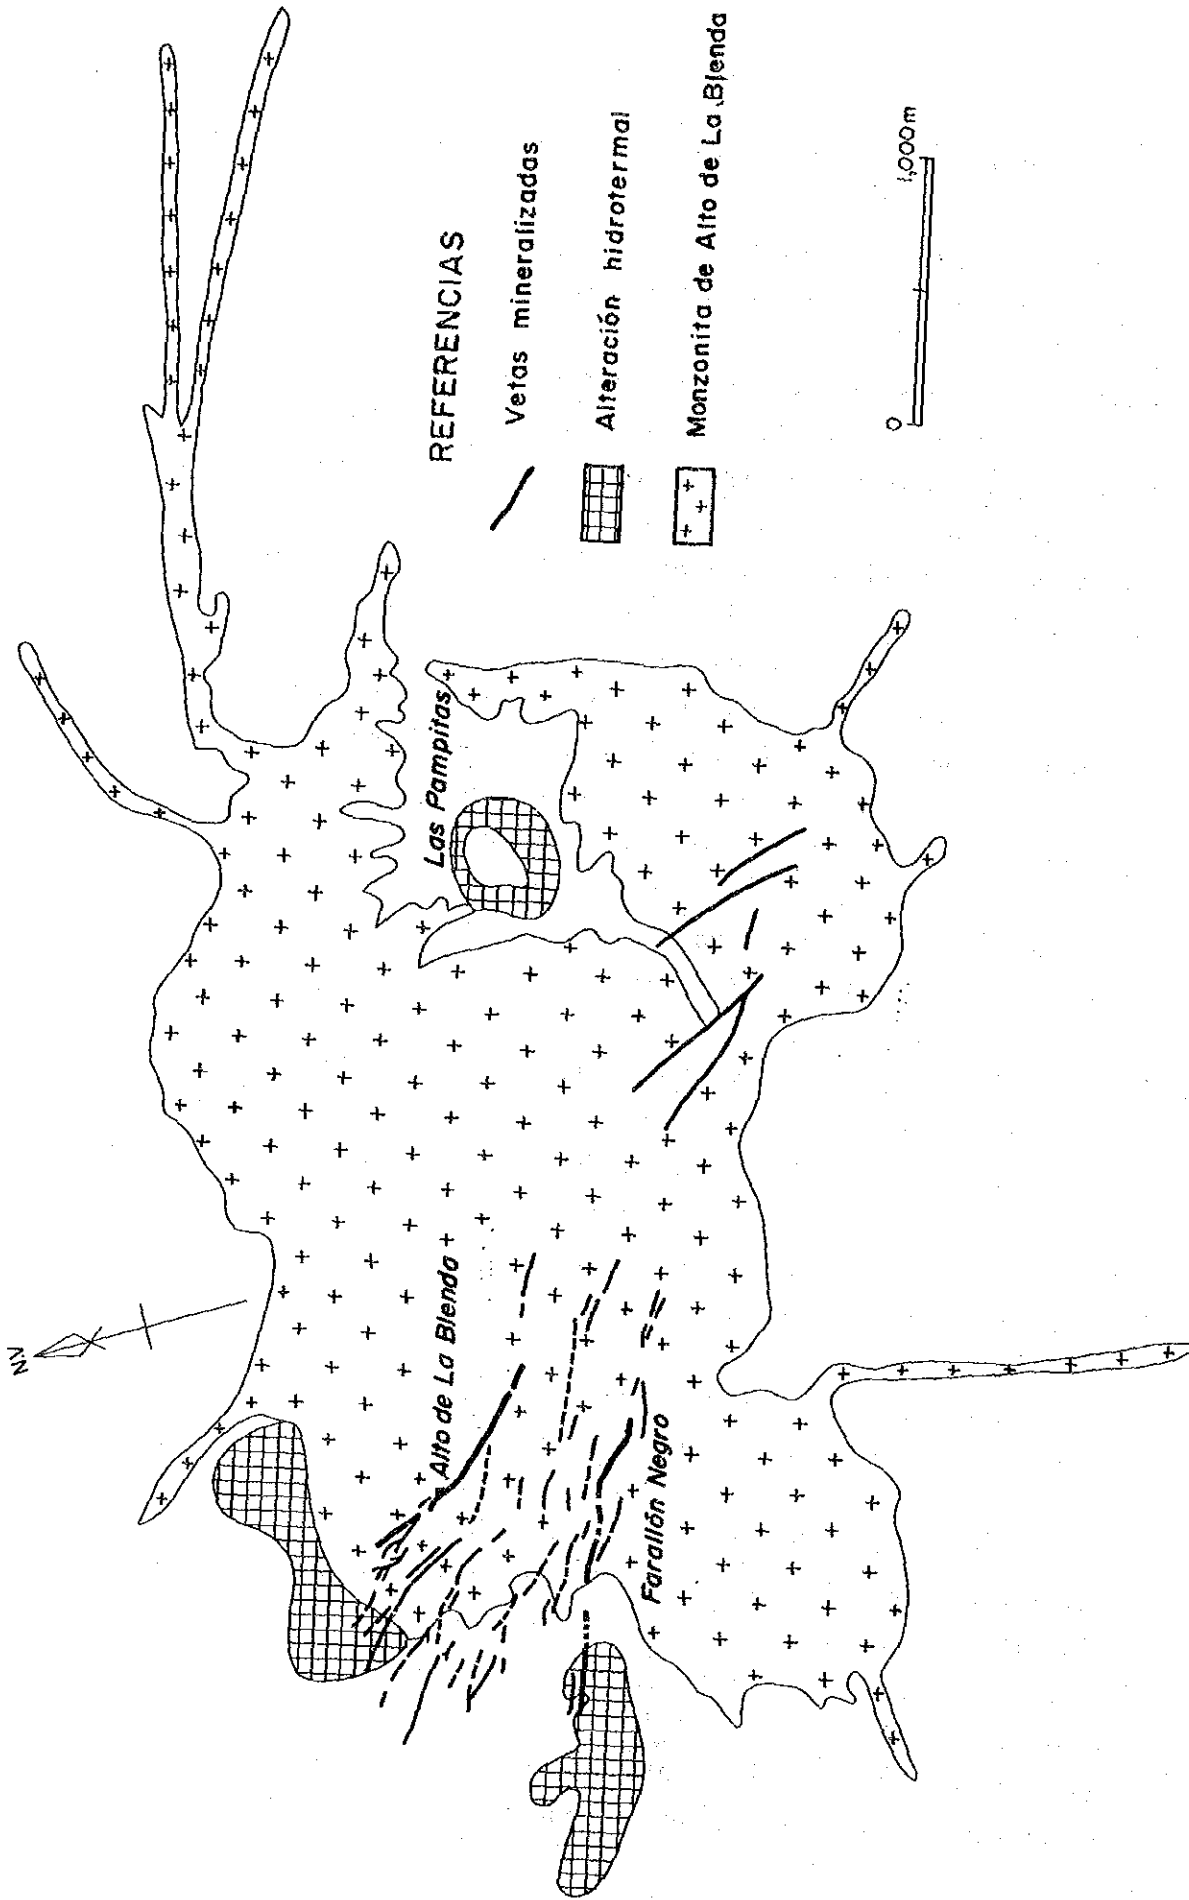 N.V.
Las Pampitas
Alto de La Blenda
Farallón Negro
REFERENCIAS
Vetas mineralizadas
Alteración hidrotermal
Monzonita de Alto de La Blenda
0
1,000m